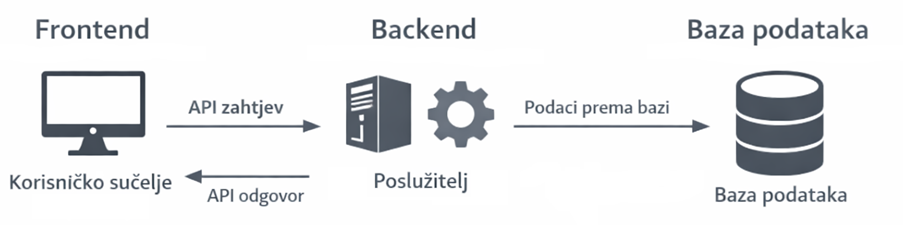 Frontend
Backend
Baza podataka
API zahtjev
Podaci prema bazi
Korisničko sučelje
API odgovor
Poslužitelj
Baza podataka